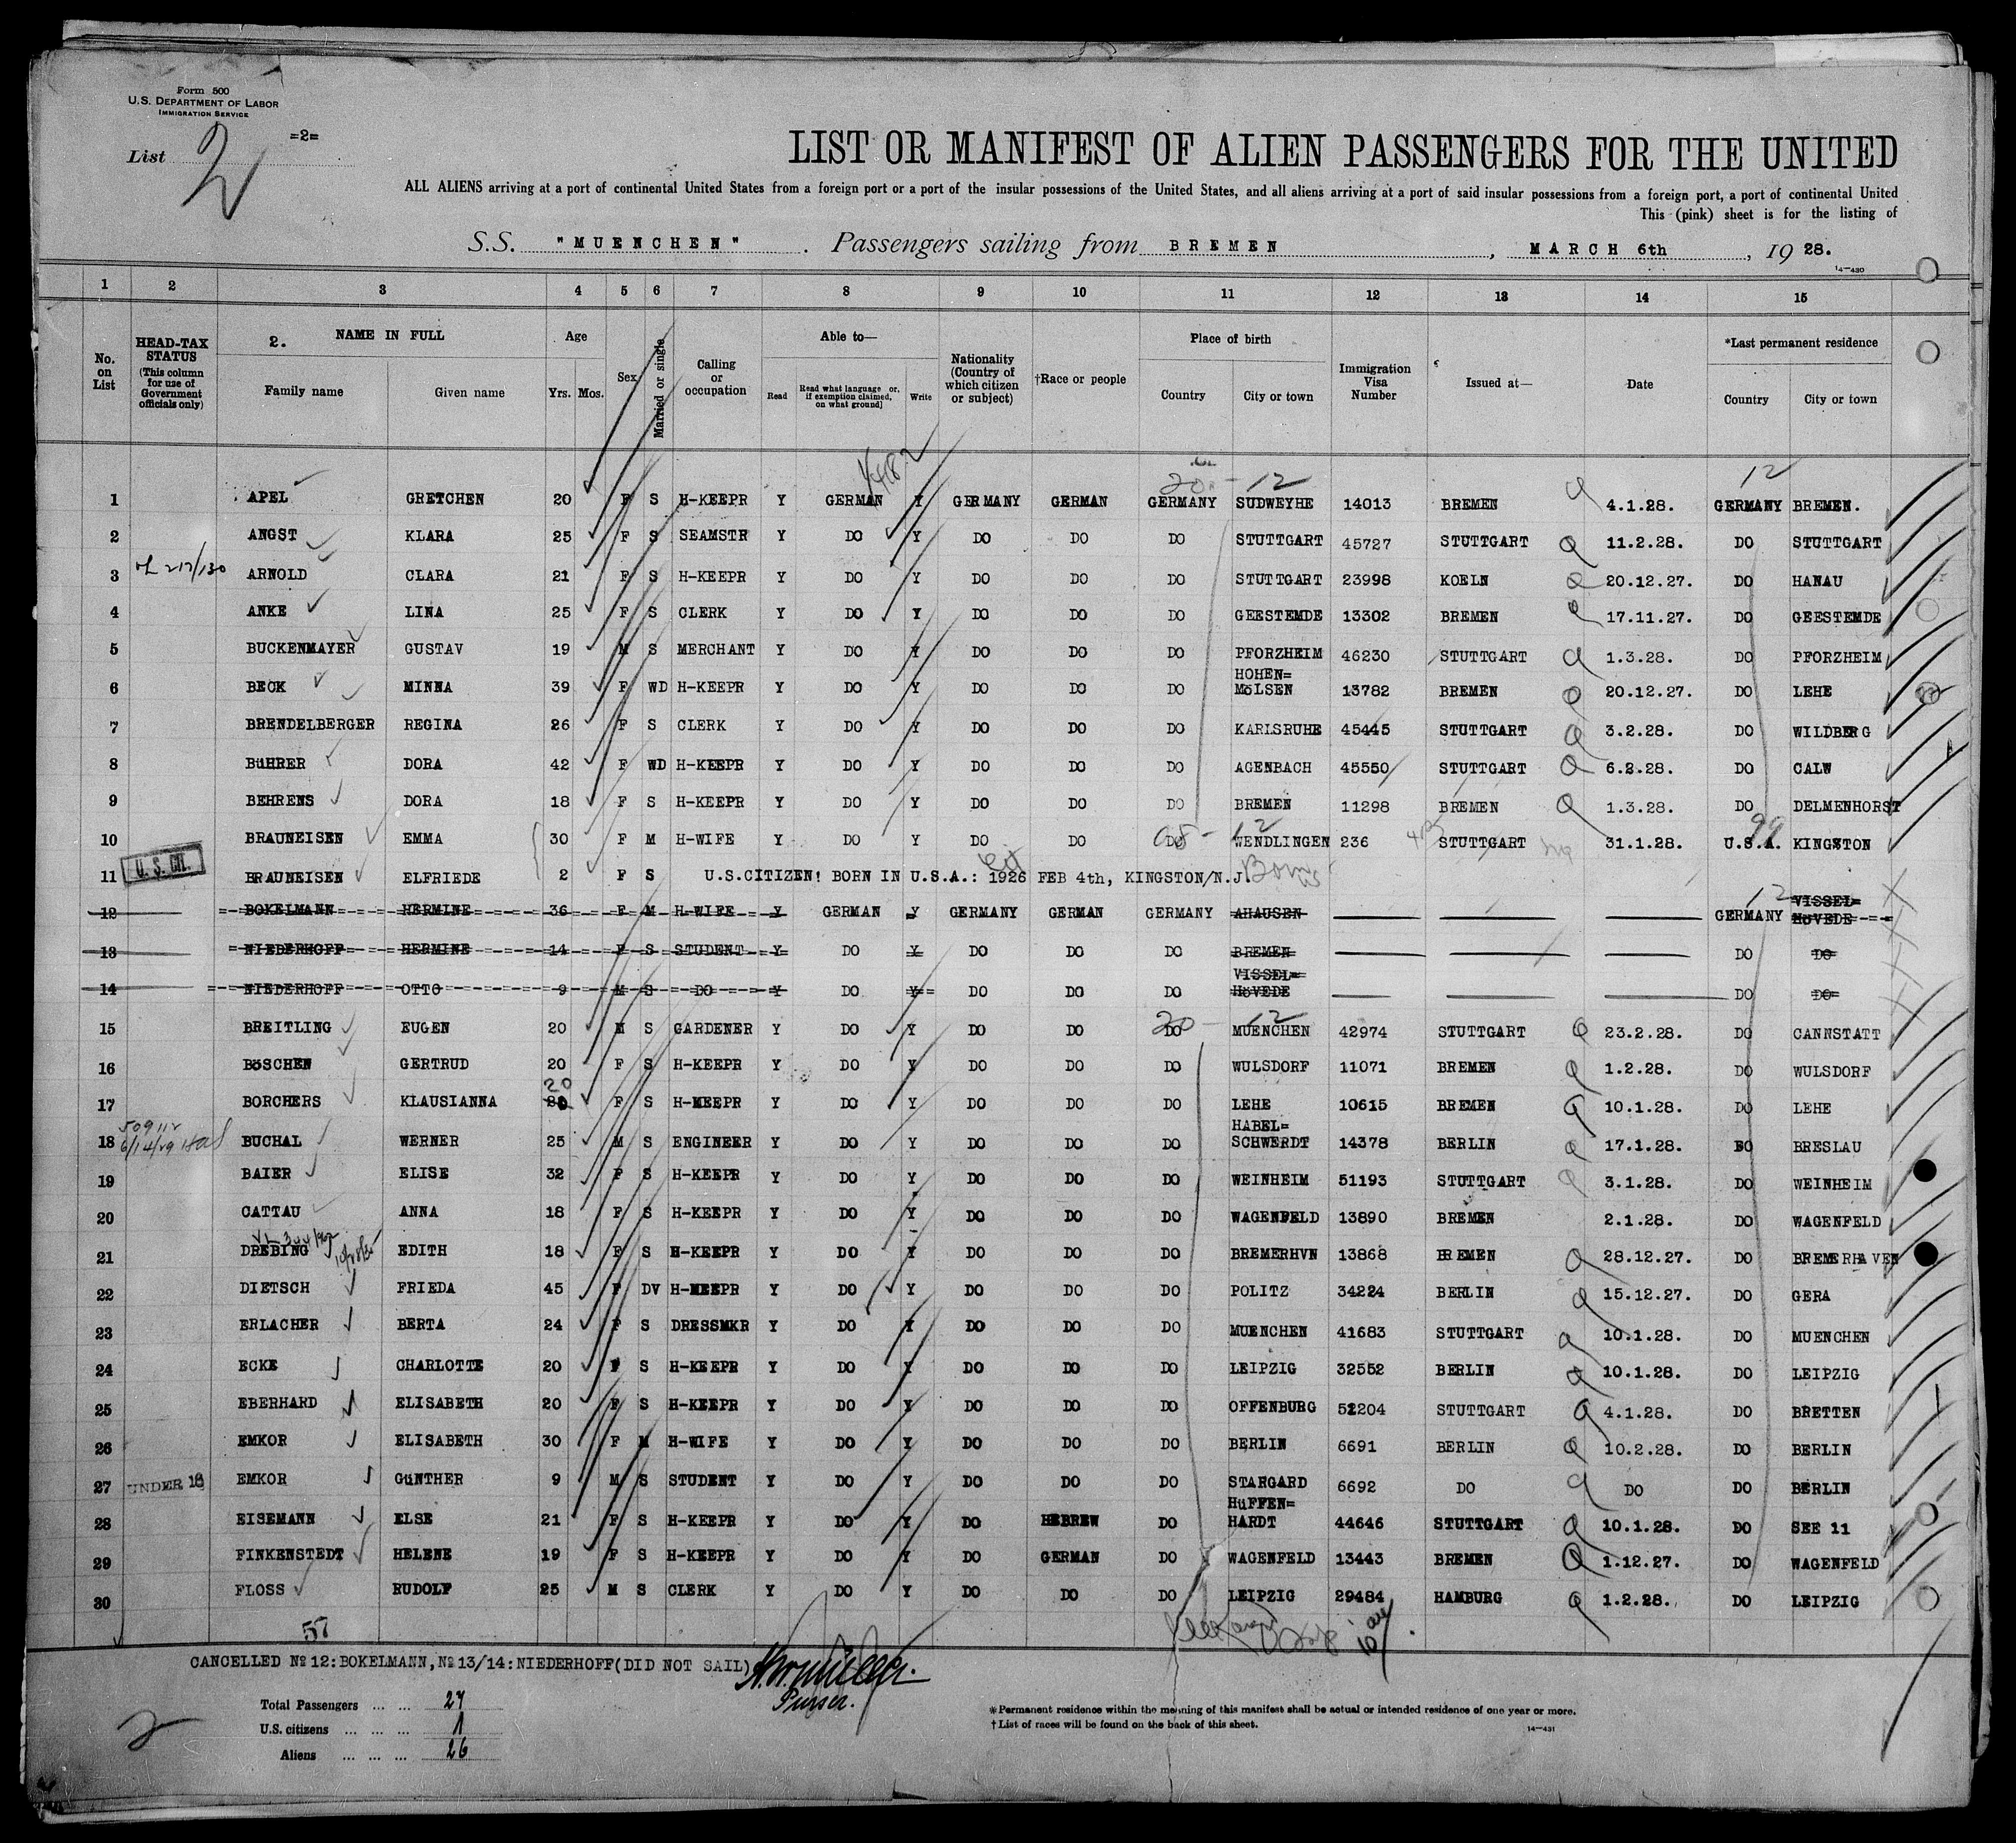 Form 500
U.S. DEPARTMENT OF LABOR
IMMIGRATION SERVICE
=2=
List 2
LIST OR MANIFEST OF ALIEN PASSENGERS FOR THE UNITED
ALL ALIENS arriving at a port of continental United States from a foreign port or a port of the insular possessions of the United States, and all aliens arriving at a port of said insular possessions from a foreign port, a port of continental United
This (pink) sheet is for the listing of
S.S. "MUENCHEN" . Passengers sailing from BREMEN , MARCH 6th , 19 28.
14—430
1 2 3 4 5 6 7 8 9 10 11 12 13 14 15
No. on List HEAD-TAX STATUS (This column for use of Government officials only) 2. NAME IN FULL Family name Given name Age Yrs. Mos. Sex Married or single Calling or occupation Able to— Read Read what language or, if exemption claimed, on what ground) Write Nationality (Country of which citizen or subject) †Race or people Place of birth Country City or town Immigration Visa Number Issued at— Date *Last permanent residence Country City or town
20 - 12 12
1 APEL GRETCHEN 20 F S H-KEEPR Y GERMAN Y GERMANY GERMAN GERMANY SUDWEYHE 14013 BREMEN 4.1.28. GERMANY BREMEN.
2 ANGST KLARA 25 F S SEAMSTR Y DO Y DO DO DO STUTTGART 45727 STUTTGART 11.2.28. DO STUTTGART
3 ARNOLD CLARA 21 F S H-KEEPR Y DO Y DO DO DO STUTTGART 23998 KOELN 20.12.27. DO HANAU
4 ANKE LINA 25 F S CLERK Y DO Y DO DO DO GEESTEMDE 13302 BREMEN 17.11.27. DO GEESTEMDE
5 BUCKENMAYER GUSTAV 19 M S MERCHANT Y DO Y DO DO DO PFORZHEIM 46230 STUTTGART 1.3.28. DO PFORZHEIM
6 BECK MINNA 39 F WD H-KEEPR Y DO Y DO DO DO HOHEN= MöLSEN 13782 BREMEN 20.12.27. DO LEHE
7 BRENDELBERGER REGINA 26 F S CLERK Y DO Y DO DO DO KARLSRUHE 45445 STUTTGART 3.2.28. DO WILDBERG
8 BüHRER DORA 42 F WD H-KEEPR Y DO Y DO DO DO AGENBACH 45550 STUTTGART 6.2.28. DO CALW
9 BEHRENS DORA 18 F S H-KEEPR Y DO Y DO DO DO BREMEN 11298 BREMEN 1.3.28. DO DELMENHORST
10 BRAUNEISEN EMMA 30 F M H-WIFE Y DO Y DO DO DO WENDLINGEN 236 STUTTGART 31.1.28. U.S.A. KINGSTON
11 U.S. CIT. BRAUNEISEN ELFRIEDE 2 F S U.S.CITIZEN! BORN IN U.S.A.: 1926 FEB 4th, KINGSTON/N.J. Born US
12 BOKELMANN HERMINE 36 F M H-WIFE Y GERMAN Y GERMANY GERMAN GERMANY AHAUSEN GERMANY VISSEL= HöVEDE
13 NIEDERHOFF HERMINE 14 F S STUDENT Y DO Y DO DO DO BREMEN DO DO
14 NIEDERHOFF OTTO 9 M S DO Y DO Y DO DO DO VISSEL= HöVEDE DO DO
15 BREITLING EUGEN 20 M S GARDENER Y DO Y DO DO DO MUENCHEN 42974 STUTTGART 23.2.28. DO CANNSTATT
16 BöSCHEN GERTRUD 20 F S H-KEEPR Y DO Y DO DO DO WULSDORF 11071 BREMEN 1.2.28. DO WULSDORF
17 BORCHERS KLAUSIANNA 20 F S H-KEEPR Y DO Y DO DO DO LEHE 10615 BREMEN 10.1.28. DO LEHE
18 BUCHAL WERNER 25 M S ENGINEER Y DO Y DO DO DO HABEL= SCHWERDT 14378 BERLIN 17.1.28. DO BRESLAU
19 BAIER ELISE 32 F S H-KEEPR Y DO Y DO DO DO WEINHEIM 51193 STUTTGART 3.1.28. DO WEINHEIM
20 CATTAU ANNA 18 F S H-KEEPR Y DO Y DO DO DO WAGENFELD 13890 BREMEN 2.1.28. DO WAGENFELD
21 DREBING EDITH 18 F S H-KEEPR Y DO Y DO DO DO BREMERHVN 13868 BREMEN 28.12.27. DO BREMERHAVEN
22 DIETSCH FRIEDA 45 F DV H-KEEPR Y DO Y DO DO DO POLITZ 34224 BERLIN 15.12.27. DO GERA
23 ERLACHER BERTA 24 F S DRESSMKR Y DO Y DO DO DO MUENCHEN 41683 STUTTGART 10.1.28. DO MUENCHEN
24 ECKE CHARLOTTE 20 F S H-KEEPR Y DO Y DO DO DO LEIPZIG 32552 BERLIN 10.1.28. DO LEIPZIG
25 EBERHARD ELISABETH 20 F S H-KEEPR Y DO Y DO DO DO OFFENBURG 51204 STUTTGART 4.1.28. DO BRETTEN
26 EMKOR ELISABETH 30 F M H-WIFE Y DO Y DO DO DO BERLIN 6691 BERLIN 10.2.28. DO BERLIN
27 UNDER 16 EMKOR GüNTHER 9 M S STUDENT Y DO Y DO DO DO STARGARD 6692 DO DO DO BERLIN
28 EISEMANN ELSE 21 F S H-KEEPR Y DO Y DO HEBREW DO HüFFEN= HARDT 44646 STUTTGART 10.1.28. DO SEE 11
29 FINKENSTEDT HELENE 19 F S H-KEEPR Y DO Y DO GERMAN DO WAGENFELD 13443 BREMEN 1.12.27. DO WAGENFELD
30 FLOSS RUDOLF 25 M S CLERK Y DO Y DO DO DO LEIPZIG 29484 HAMBURG 1.2.28. DO LEIPZIG
57
CANCELLED No 12: BOKELMANN, No 13/14: NIEDERHOFF (DID NOT SAIL)
Purser.
Total Passengers ... ... 27
U.S. citizens ... ... ... 1
Aliens ... ... ... 26
2
*Permanent residence within the meaning of this manifest shall be actual or intended residence of one year or more.
†List of races will be found on the back of this sheet.
14—431